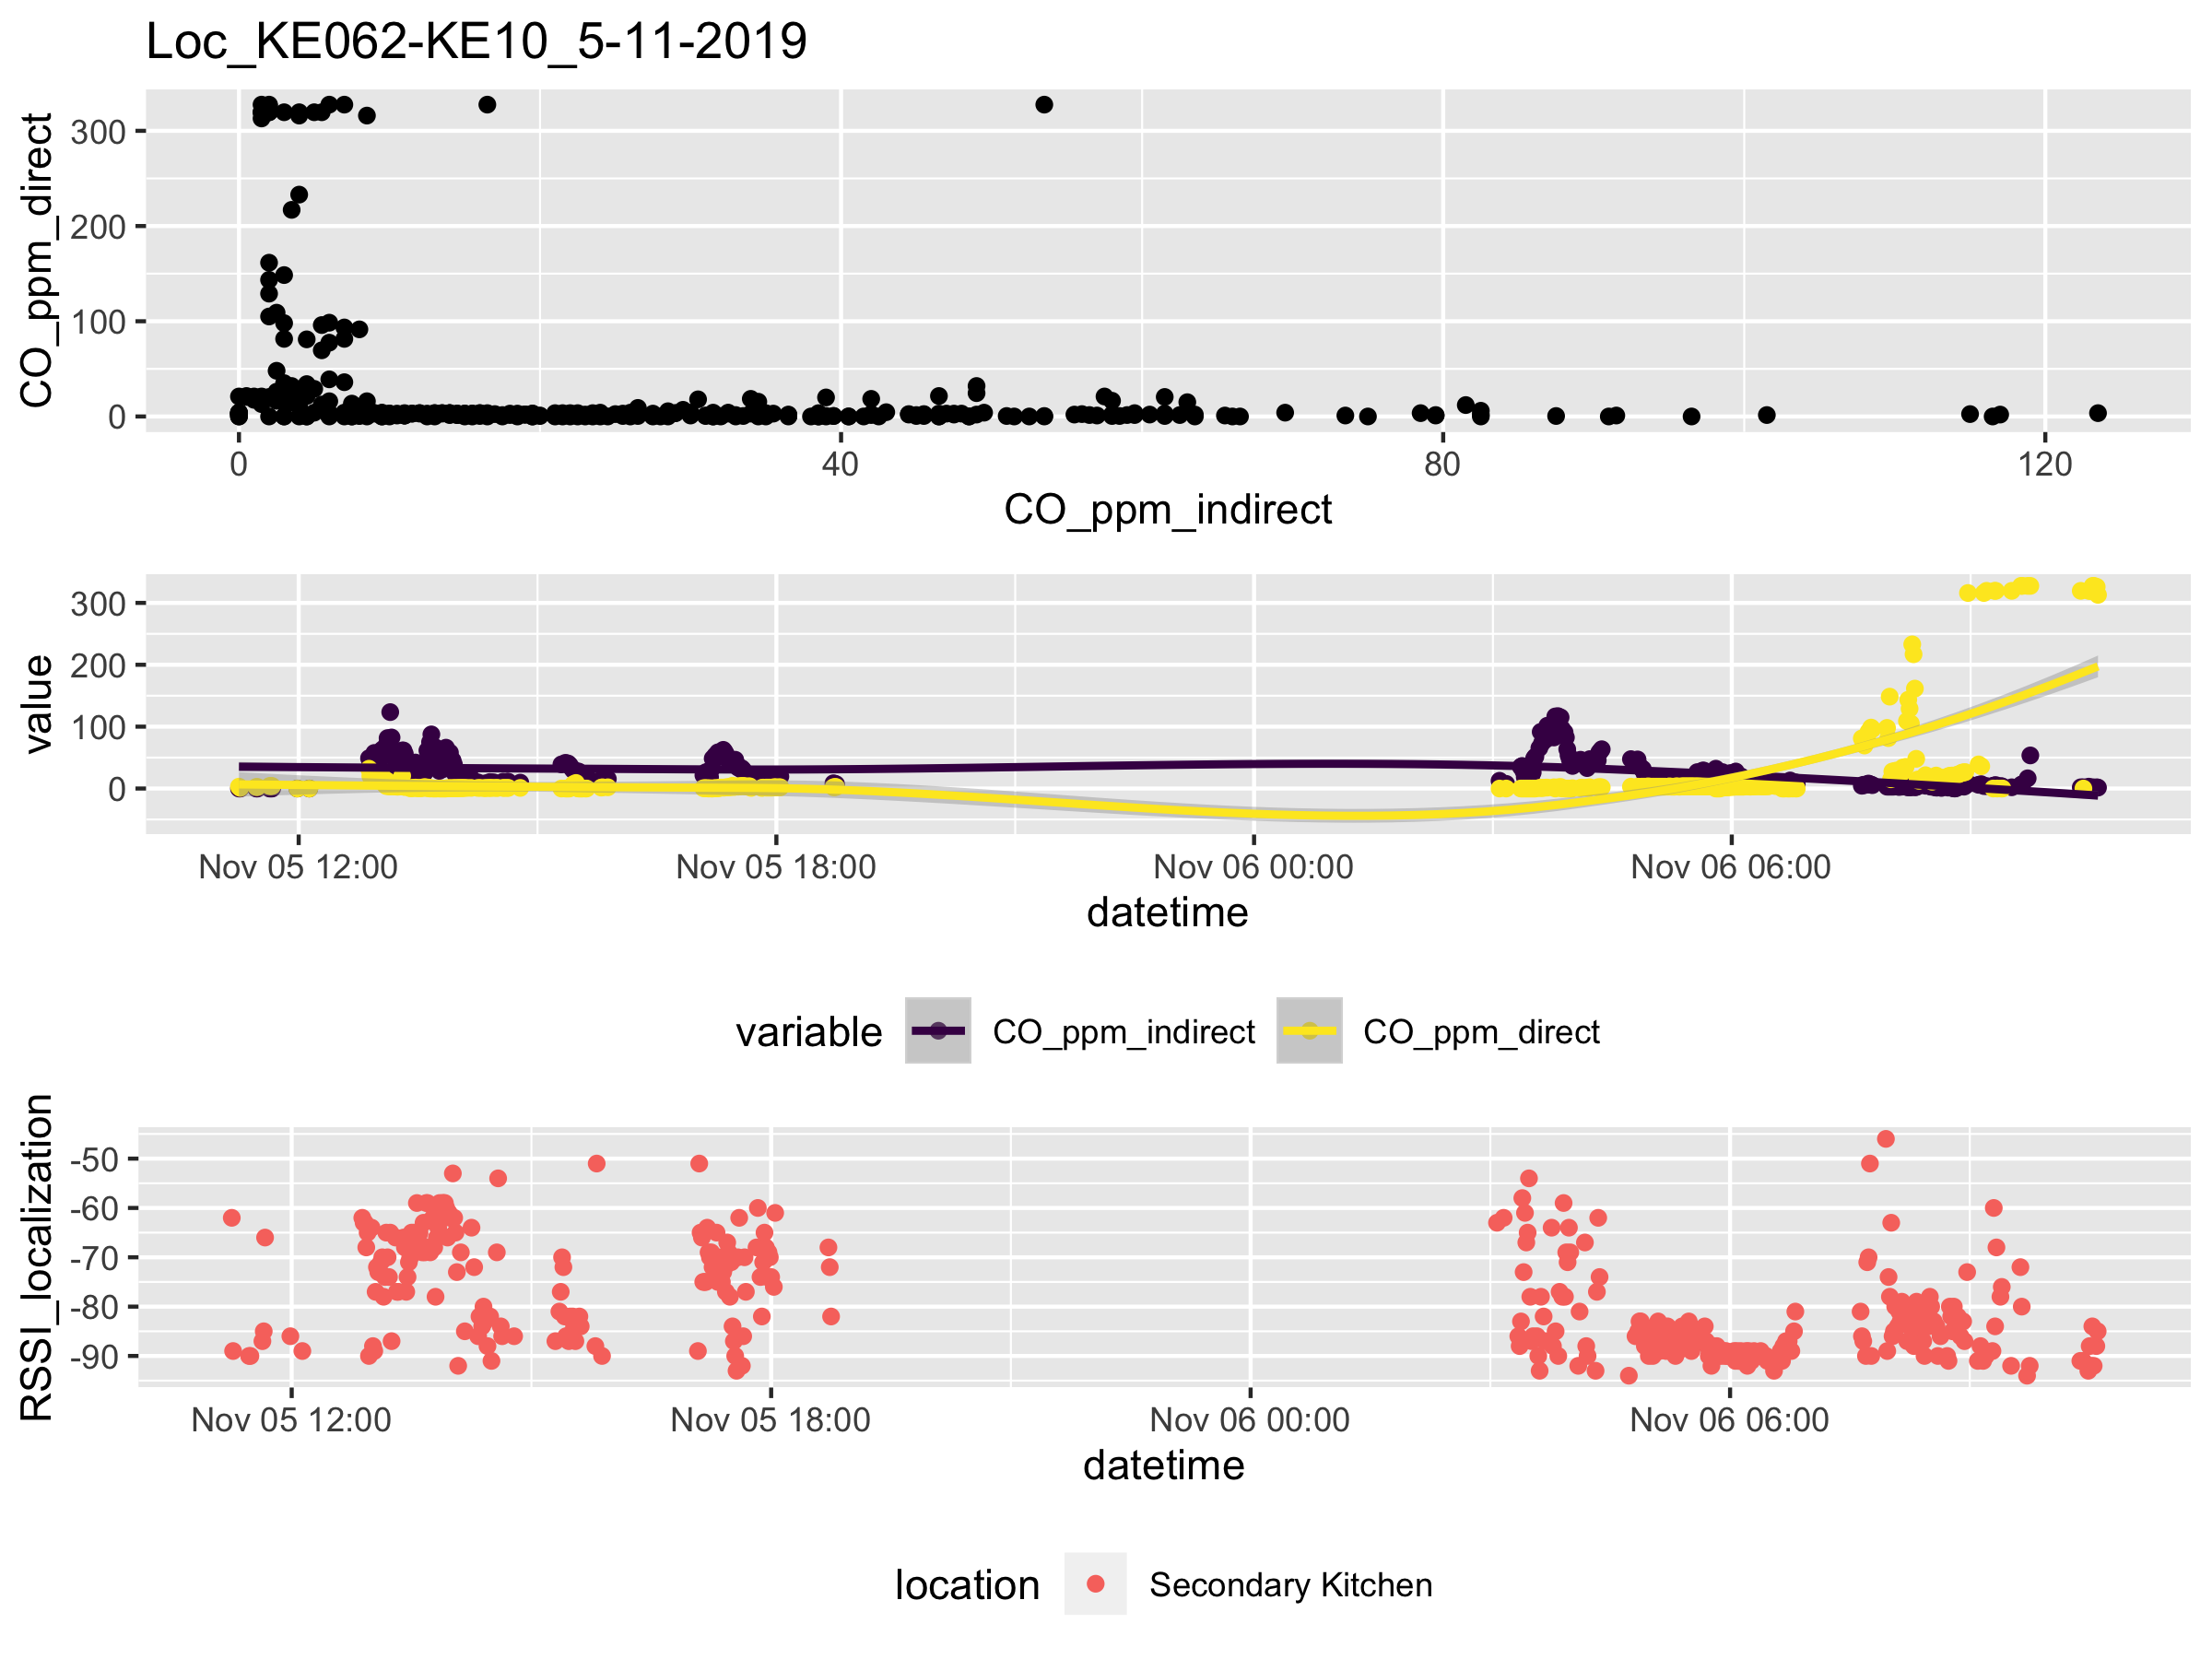 Loc_KE062-KE10_5-11-2019
CO_ppm_direct
300
200
100
0
0 40 80 120
CO_ppm_indirect
value
300
200
100
0
Nov 05 12:00 Nov 05 18:00 Nov 06 00:00 Nov 06 06:00
datetime
variable CO_ppm_indirect CO_ppm_direct
RSSI_localization
-50
-60
-70
-80
-90
Nov 05 12:00 Nov 05 18:00 Nov 06 00:00 Nov 06 06:00
datetime
location Secondary Kitchen